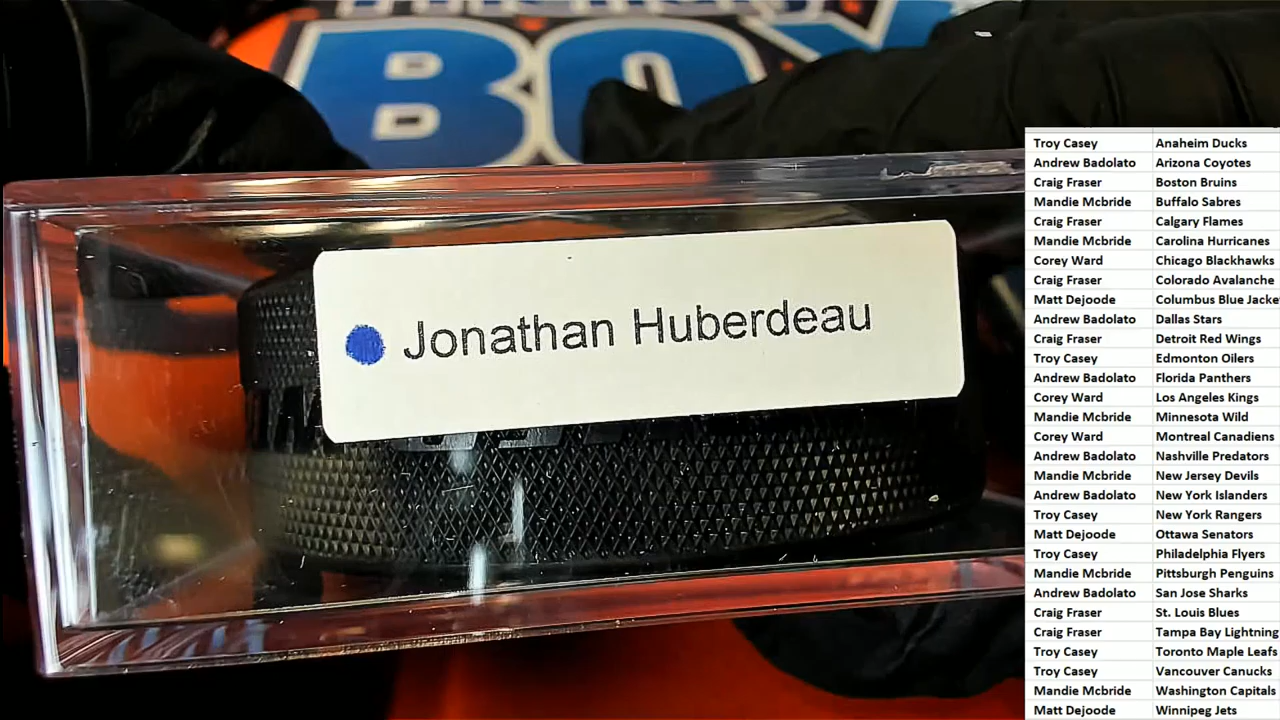 BOX
Jonathan Huberdeau
Troy Casey Anaheim Ducks
Andrew Badolato Arizona Coyotes
Craig Fraser Boston Bruins
Mandie Mcbride Buffalo Sabres
Craig Fraser Calgary Flames
Mandie Mcbride Carolina Hurricanes
Corey Ward Chicago Blackhawks
Craig Fraser Colorado Avalanche
Matt Dejoode Columbus Blue Jacke
Andrew Badolato Dallas Stars
Craig Fraser Detroit Red Wings
Troy Casey Edmonton Oilers
Andrew Badolato Florida Panthers
Corey Ward Los Angeles Kings
Mandie Mcbride Minnesota Wild
Corey Ward Montreal Canadiens
Andrew Badolato Nashville Predators
Mandie Mcbride New Jersey Devils
Andrew Badolato New York Islanders
Troy Casey New York Rangers
Matt Dejoode Ottawa Senators
Troy Casey Philadelphia Flyers
Mandie Mcbride Pittsburgh Penguins
Andrew Badolato San Jose Sharks
Craig Fraser St. Louis Blues
Craig Fraser Tampa Bay Lightning
Troy Casey Toronto Maple Leafs
Troy Casey Vancouver Canucks
Mandie Mcbride Washington Capitals
Matt Dejoode Winnipeg Jets